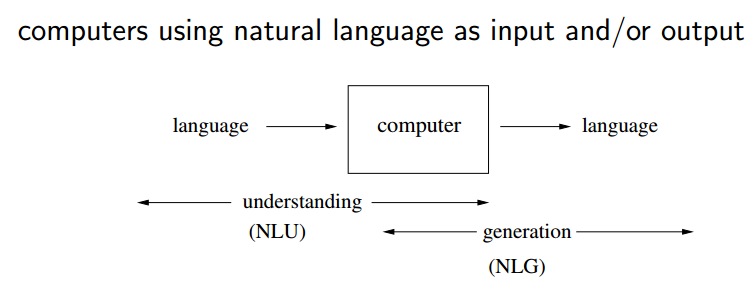 computers using natural language as input and/or output
language computer language
understanding
(NLU)
generation
(NLG)